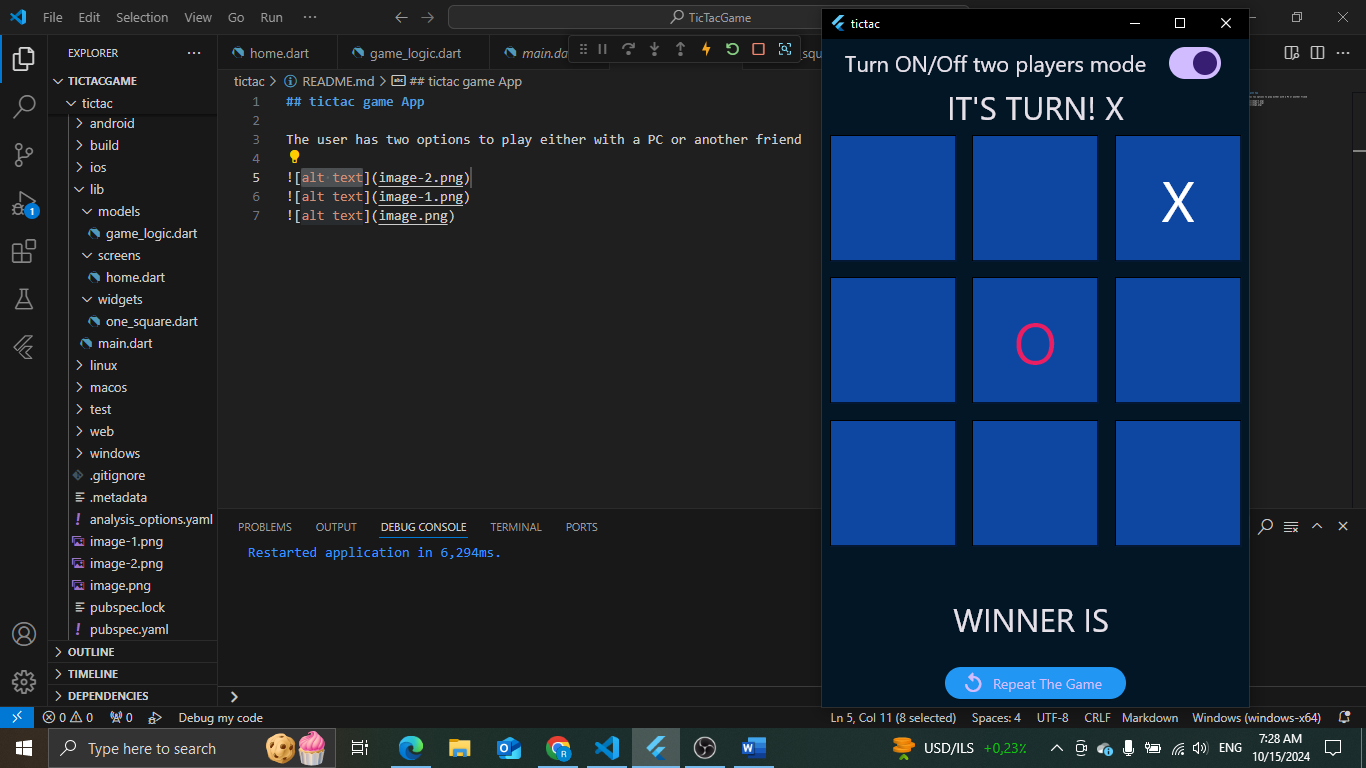 File Edit Selection View Go Run ··· TicTacGame
EXPLORER ···
TICTACGAME
tictac
android
build
ios
lib
models
game_logic.dart
screens
home.dart
widgets
one_square.dart
main.dart
linux
macos
test
web
windows
.gitignore
.metadata
analysis_options.yaml
image-1.png
image-2.png
image.png
pubspec.lock
pubspec.yaml
OUTLINE
TIMELINE
DEPENDENCIES
home.dart game_logic.dart main.da
tictac > README.md > ## tictac game App
1 ## tictac game App
2
3 The user has two options to play either with a PC or another friend
4
5 ![alt text](image-2.png)
6 ![alt text](image-1.png)
7 ![alt text](image.png)
PROBLEMS OUTPUT DEBUG CONSOLE TERMINAL PORTS
Restarted application in 6,294ms.
tictac
Turn ON/Off two players mode
IT'S TURN! X
X
O
WINNER IS
Repeat The Game
1
0 0 0 Debug my code Ln 5, Col 11 (8 selected) Spaces: 4 UTF-8 CRLF Markdown Windows (windows-x64)
Type here to search USD/ILS +0,23% ENG 7:28 AM
10/15/2024